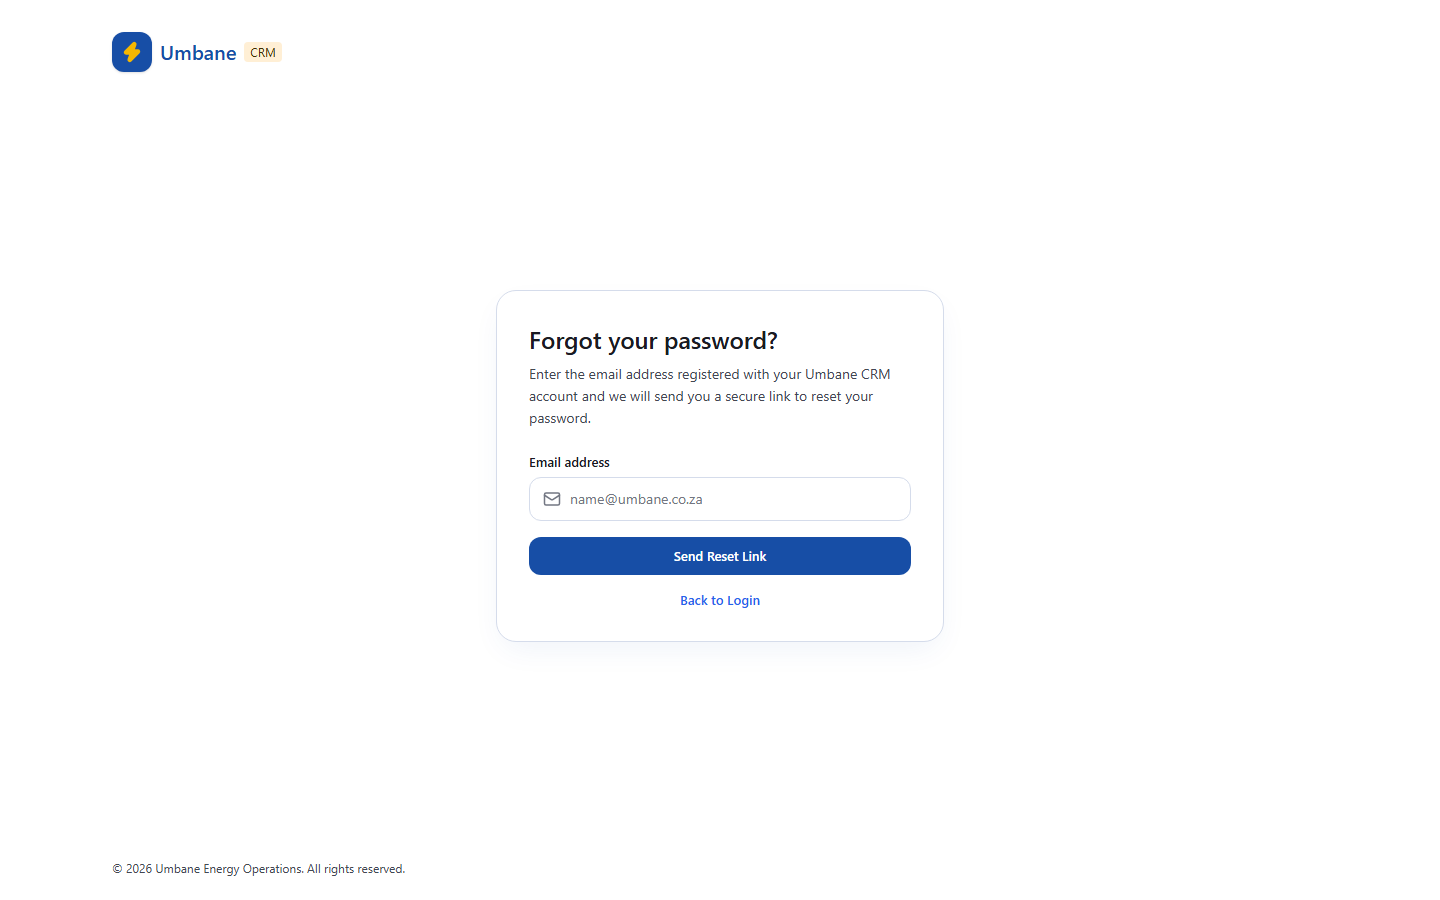 Umbane CRM
Forgot your password?
Enter the email address registered with your Umbane CRM
account and we will send you a secure link to reset your
password.
Email address
name@umbane.co.za
Send Reset Link
Back to Login
© 2026 Umbane Energy Operations. All rights reserved.